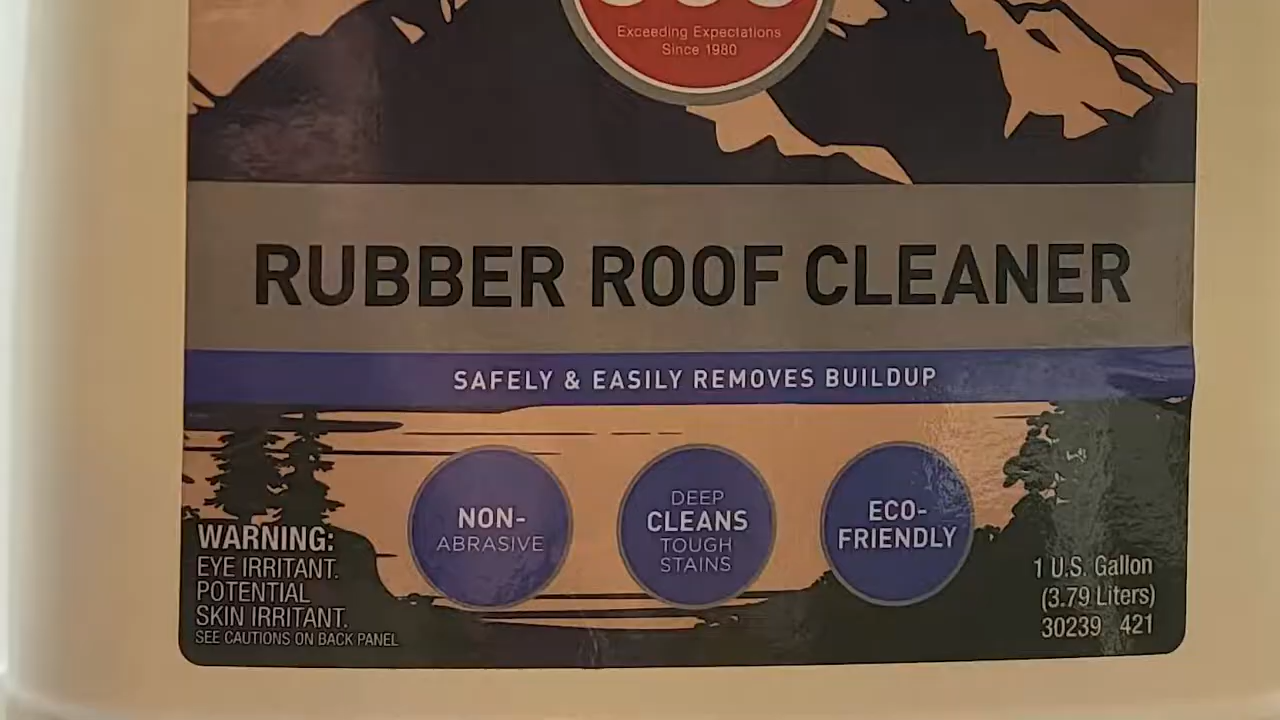 Exceeding Expectations
Since 1980
RUBBER ROOF CLEANER
SAFELY & EASILY REMOVES BUILDUP
NON-
ABRASIVE
DEEP
CLEANS
TOUGH
STAINS
ECO-
FRIENDLY
WARNING:
EYE IRRITANT.
POTENTIAL
SKIN IRRITANT.
SEE CAUTIONS ON BACK PANEL
1 U.S. Gallon
(3.79 Liters)
30239 421